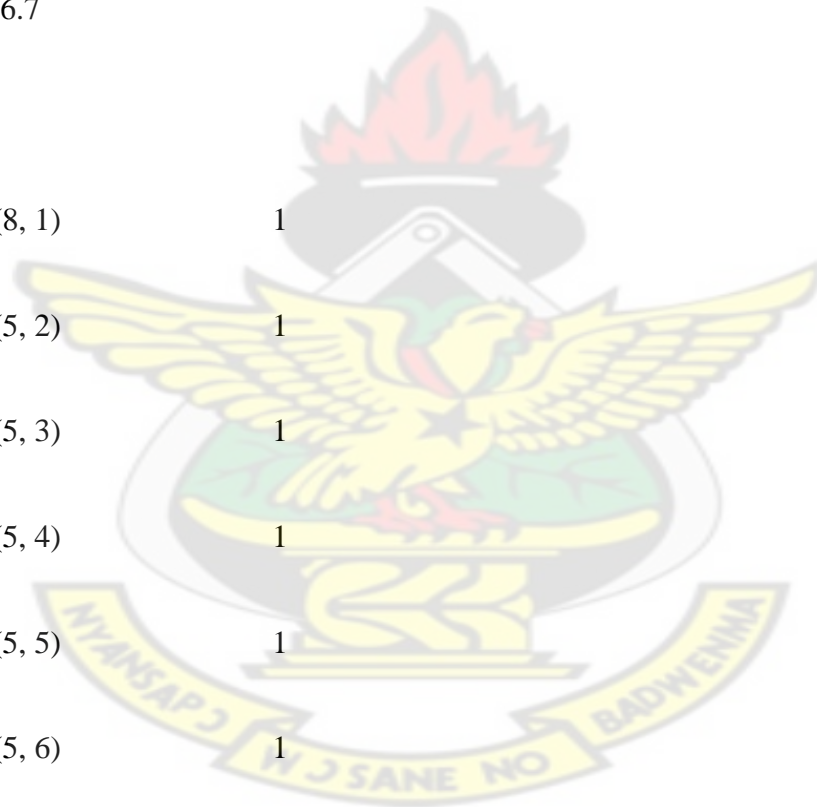 6.7
(8, 1) 1
(5, 2) 1
(5, 3) 1
(5, 4) 1
(5, 5) 1
(5, 6) 1
NYANSAPƆ WƆ SANE NO BADWENMA